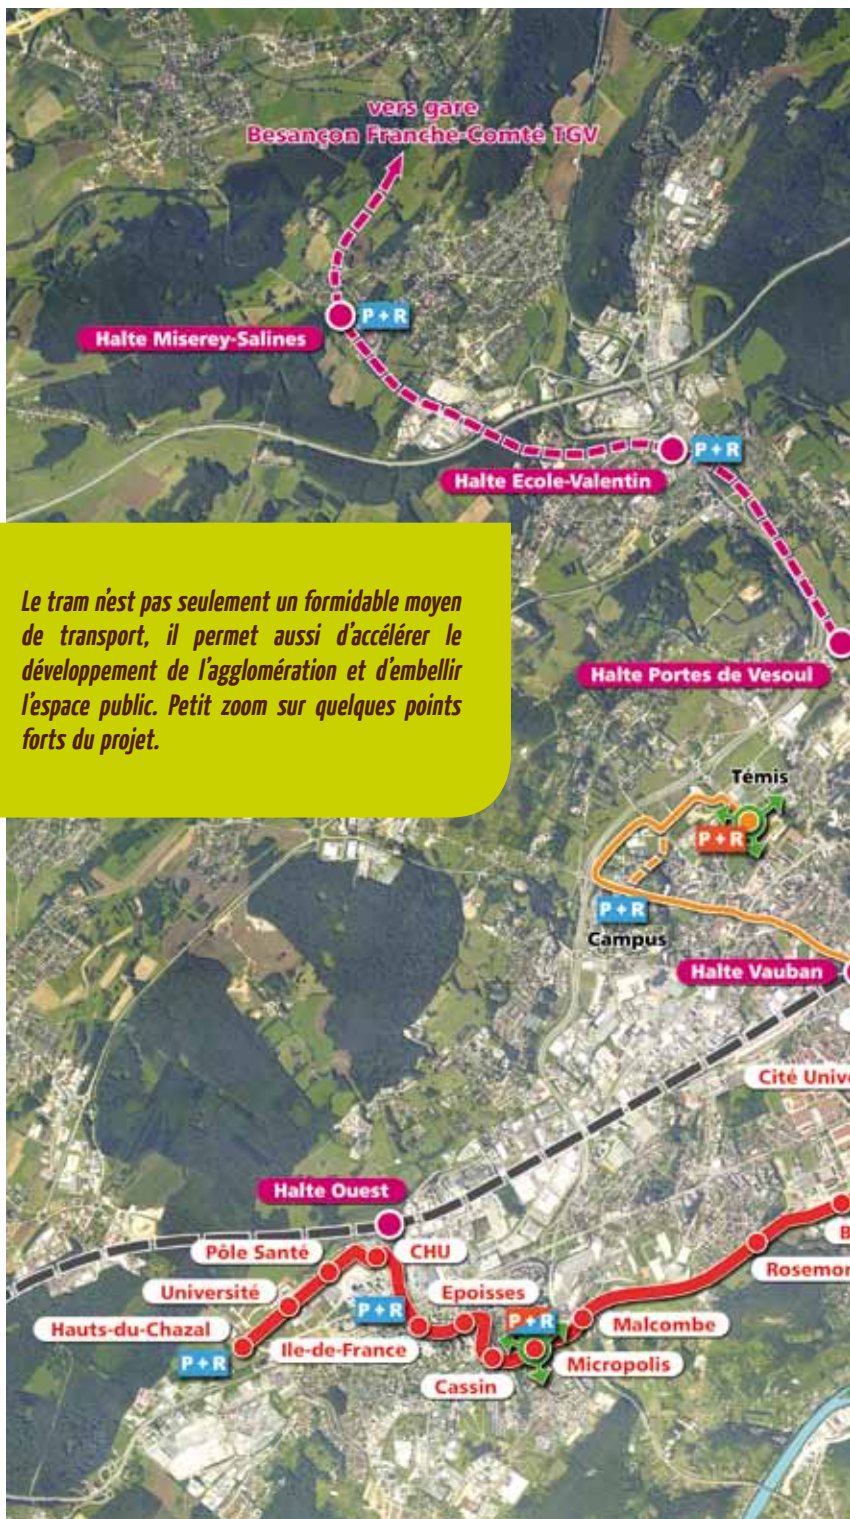 vers gare
Besançon Franche-Comté TGV
P + R
Halte Miserey-Salines
P + R
Halte Ecole-Valentin
Le tram n'est pas seulement un formidable moyen
de transport, il permet aussi d'accélérer le
développement de l'agglomération et d'embellir
l'espace public. Petit zoom sur quelques points
forts du projet.
Halte Portes de Vesoul
Témis
P + R
P + R
Campus
Halte Vauban
Cité Unive
Halte Ouest
Pôle Santé
CHU
B
Rosemon
Université
Epoisses
P + R
P + R
Malcombe
Hauts-du-Chazal
Ile-de-France
P + R
Micropolis
Cassin